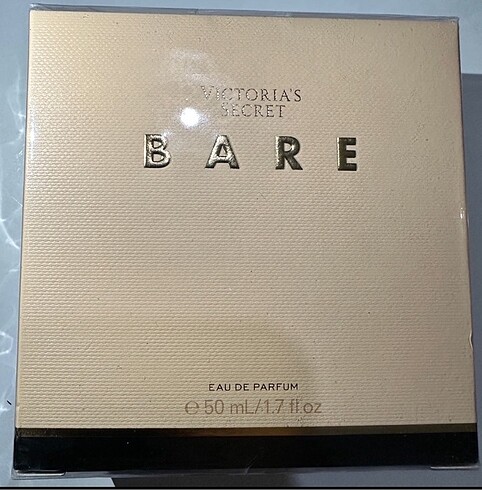 VICTORIA'S
SECRET
BARE
EAU DE PARFUM
℮ 50 mL/1.7 fl oz